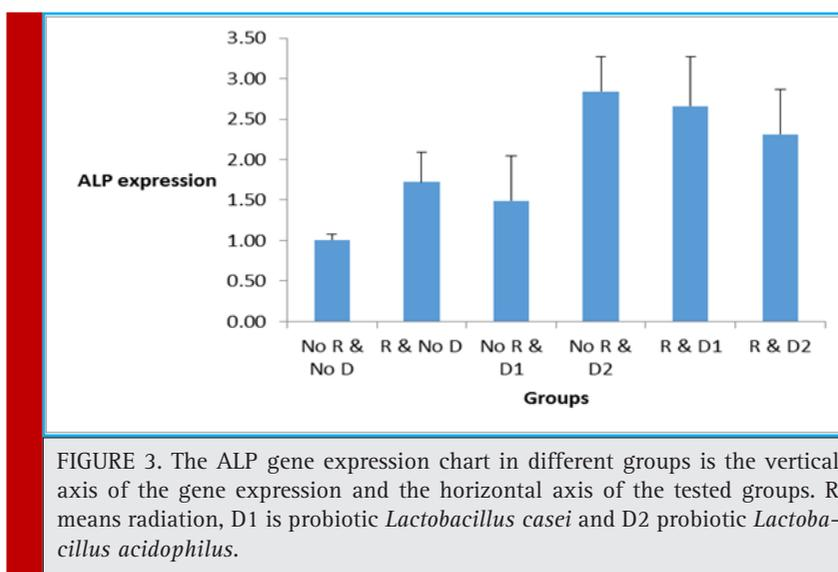 3.50
3.00
2.50
2.00
ALP expression
1.50
1.00
0.50
0.00
No R & R & No D No R & No R & R & D1 R & D2
No D D1 D2
Groups
FIGURE 3. The ALP gene expression chart in different groups is the vertical
axis of the gene expression and the horizontal axis of the tested groups. R
means radiation, D1 is probiotic Lactobacillus casei and D2 probiotic Lactoba-
cillus acidophilus.